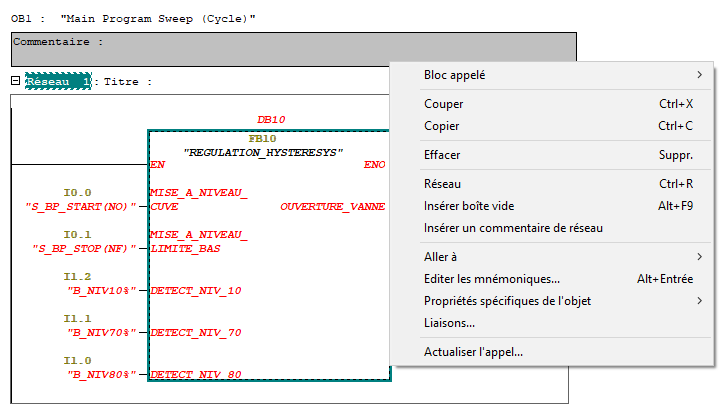 OB1 : "Main Program Sweep (Cycle)"
Commentaire :
Réseau 1 : Titre :
DB10
FB10
"REGULATION_HYSTERESYS"
EN ENO
I0.0 MISE_A_NIVEAU_
"S_BP_START(NO)" CUVE OUVERTURE_VANNE
I0.1 MISE_A_NIVEAU_
"S_BP_STOP(NF)" LIMITE_BAS
I1.2
"B_NIV10%" DETECT_NIV_10
I1.1
"B_NIV70%" DETECT_NIV_70
I1.0
"B_NIV80%" DETECT_NIV_80
Bloc appelé
Couper Ctrl+X
Copier Ctrl+C
Effacer Suppr.
Réseau Ctrl+R
Insérer boîte vide Alt+F9
Insérer un commentaire de réseau
Aller à
Editer les mnémoniques... Alt+Entrée
Propriétés spécifiques de l'objet
Liaisons...
Actualiser l'appel...